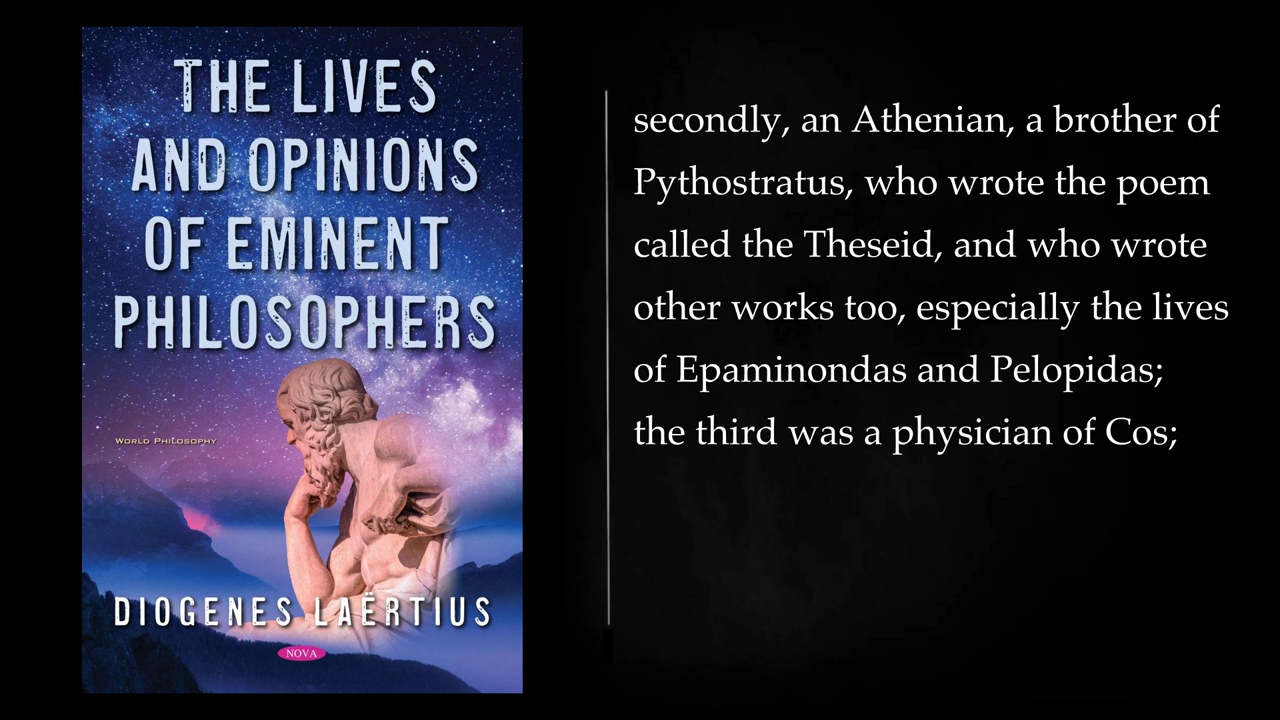 THE LIVES
AND OPINIONS
OF EMINENT
PHILOSOPHERS
WORLD PHILOSOPHY
DIOGENES LAËRTIUS
NOVA
secondly, an Athenian, a brother of
Pythostratus, who wrote the poem
called the Theseid, and who wrote
other works too, especially the lives
of Epaminondas and Pelopidas;
the third was a physician of Cos;